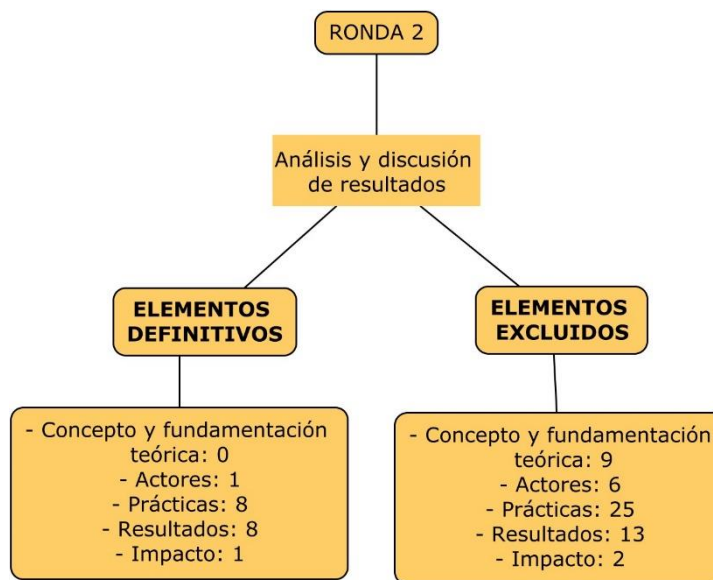 RONDA 2
Análisis y discusión
de resultados
ELEMENTOS
DEFINITIVOS
ELEMENTOS
EXCLUIDOS
- Concepto y fundamentación
teórica: 0
- Actores: 1
- Prácticas: 8
- Resultados: 8
- Impacto: 1
- Concepto y fundamentación
teórica: 9
- Actores: 6
- Prácticas: 25
- Resultados: 13
- Impacto: 2